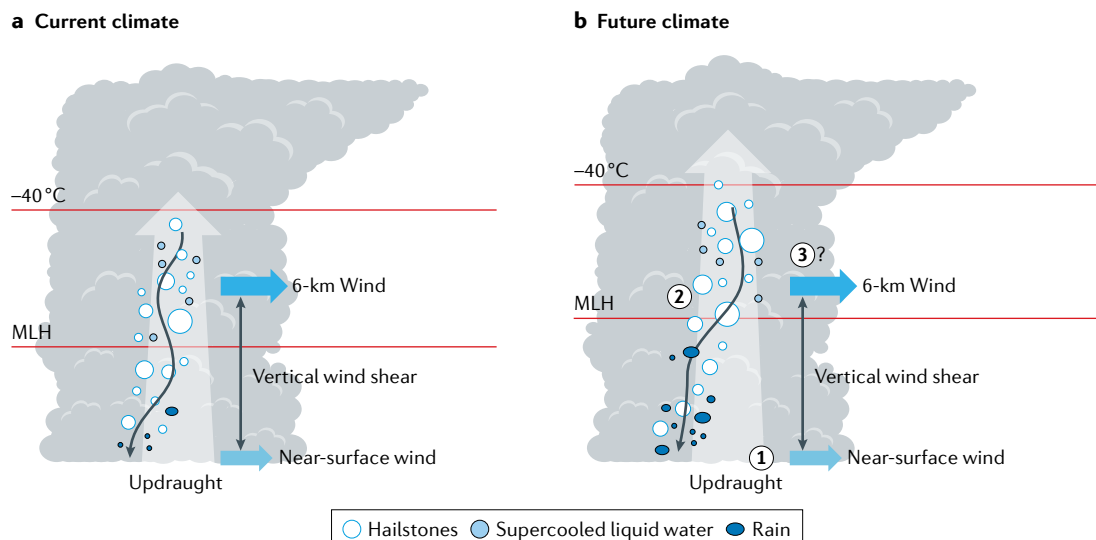 a Current climate
–40 °C
6-km Wind
MLH
Vertical wind shear
Near-surface wind
Updraught
b Future climate
–40 °C
3 ?
6-km Wind
2
MLH
Vertical wind shear
1
Near-surface wind
Updraught
Hailstones Supercooled liquid water Rain